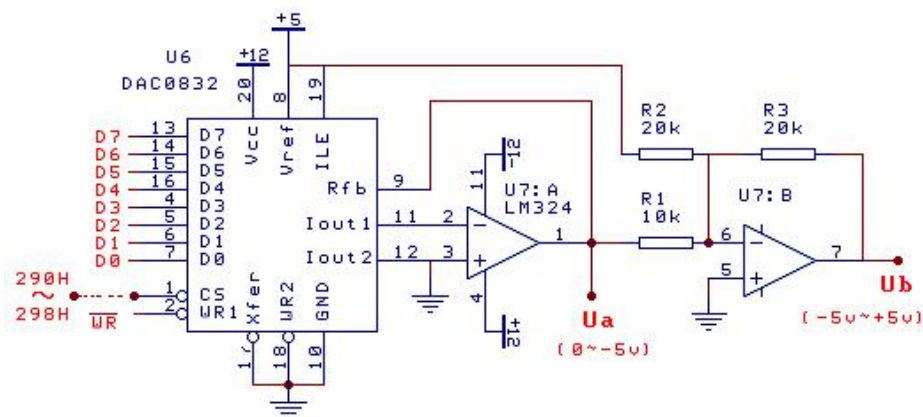 +5
U6
DAC0832
+12
20
8
19
Vcc
Vref
ILE
D7 13 D7
D6 14 D6
D5 15 D5
D4 16 D4
D3 4 D3
D2 5 D2
D1 6 D1
D0 7 D0
Rfb 9
Iout1 11
Iout2 12
290H
~
298H
1 CS
WR 2 WR1
Xfer
WR2
GND
17
18
10
-12
11
U7:A
LM324
2 -
3 +
1
4
+12
Ua
(0~-5v)
R2
20k
R3
20k
R1
10k
U7:B
6 -
5 +
7
Ub
(-5v~+5v)